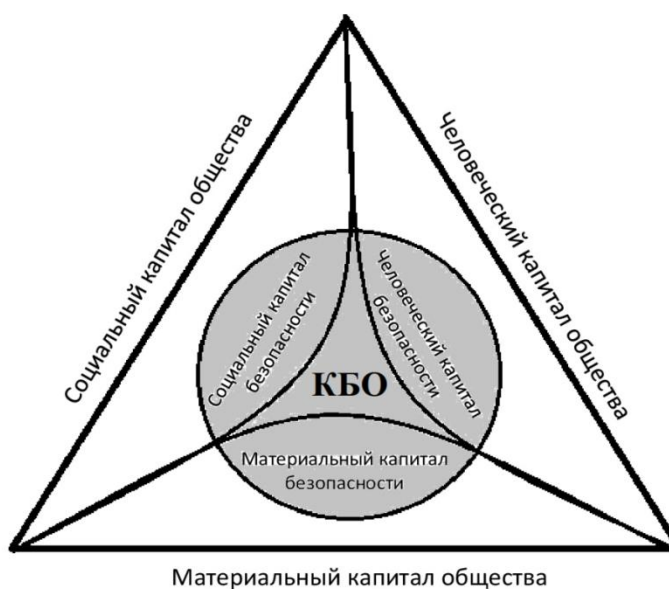 Социальный капитал общества
Человеческий капитал общества
Социальный капитал
безопасности
Человеческий капитал
безопасности
КБО
Материальный капитал
безопасности
Материальный капитал общества